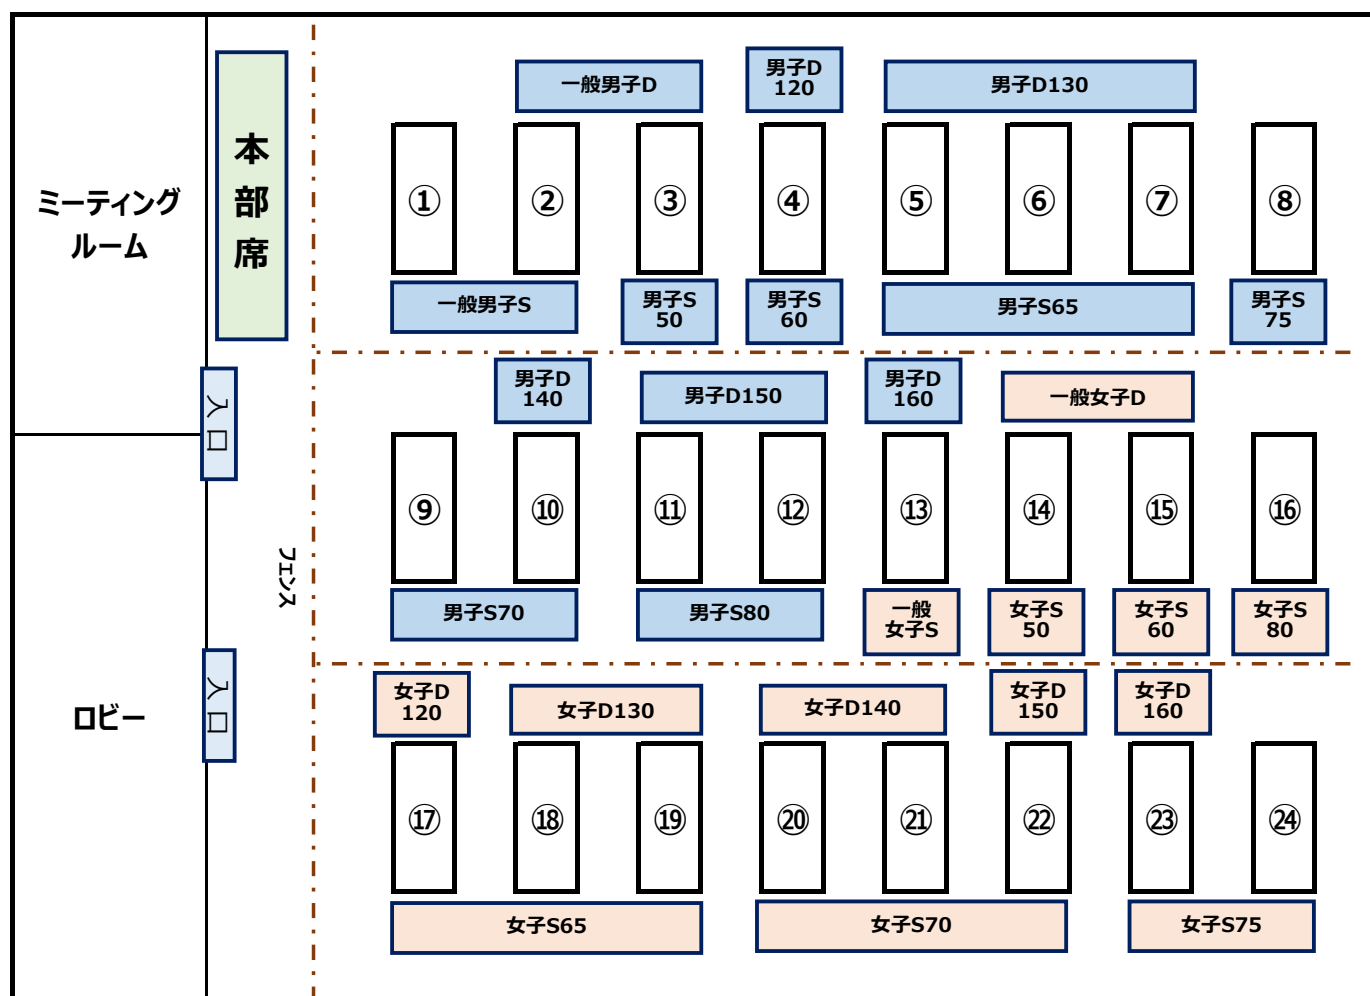 ミーティング
ルーム
本
部
席
一般男子D
男子D
120
男子D130
①
②
③
④
⑤
⑥
⑦
⑧
一般男子S
男子S
50
男子S
60
男子S65
男子S
75
入口
男子D
140
男子D150
男子D
160
一般女子D
⑨
⑩
⑪
⑫
⑬
⑭
⑮
⑯
フェンス
男子S70
男子S80
一般
女子S
女子S
50
女子S
60
女子S
80
ロビー
入口
女子D
120
女子D130
女子D140
女子D
150
女子D
160
⑰
⑱
⑲
⑳
㉑
㉒
㉓
㉔
女子S65
女子S70
女子S75